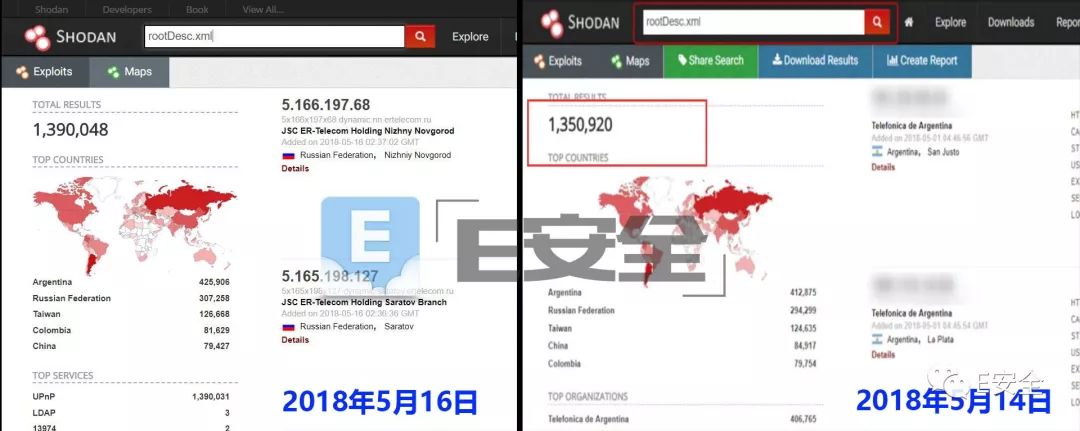 Shodan Developers Book View All...
SHODAN rootDesc.xml Explore
Exploits Maps
TOTAL RESULTS
1,390,048
TOP COUNTRIES
Argentina 425,906
Russian Federation 307,258
Taiwan 126,668
Colombia 81,629
China 79,427
TOP SERVICES
UPnP 1,390,031
LDAP 3
13974 2
5.166.197.68
5x166x197x68.dynamic.nn.ertelecom.ru
JSC ER-Telecom Holding Nizhny Novgorod
Added on 2018-05-16 02:37:02 GMT
Russian Federation, Nizhniy Novgorod
Details
E
5.165.198.127
JSC ER-Telecom Holding Saratov Branch
Added on 2018-05-16 02:36:36 GMT
Russian Federation, Saratov
Details
2018年5月16日
E安全
SHODAN rootDesc.xml Explore Downloads Repor
Exploits Maps Share Search Download Results Create Report
TOTAL RESULTS
1,350,920
TOP COUNTRIES
Argentina 412,875
Russian Federation 294,299
Taiwan 124,635
China 84,917
Colombia 79,754
TOP ORGANIZATIONS
Telefonica de Argentina 406,765
Telefonica de Argentina
Added on 2018-05-01 04:46:56 GMT
Argentina, San Justo
Details
Telefonica de Argentina
Added on 2018-05-01 04:45:54 GMT
Argentina, La Plata
Details
E安全
2018年5月14日